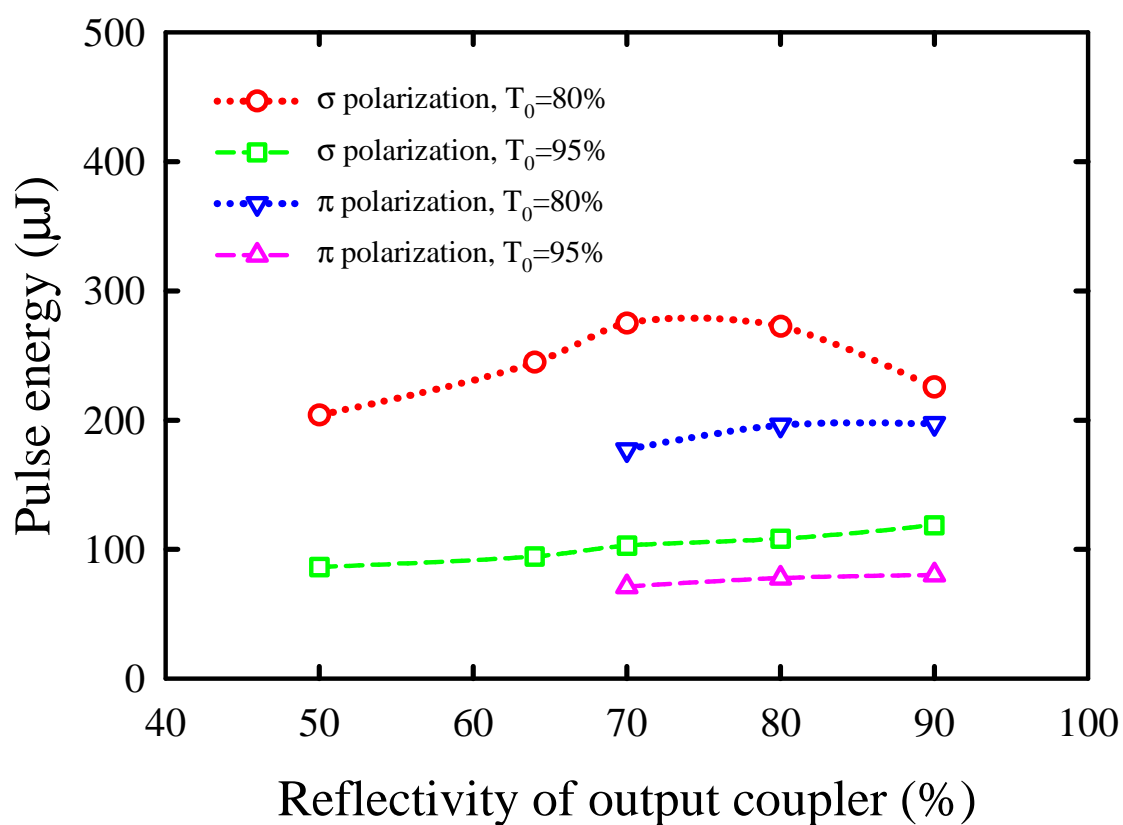 500
400
300
200
100
0
Pulse energy (μJ)
σ polarization, T₀=80%
σ polarization, T₀=95%
π polarization, T₀=80%
π polarization, T₀=95%
40 50 60 70 80 90 100
Reflectivity of output coupler (%)